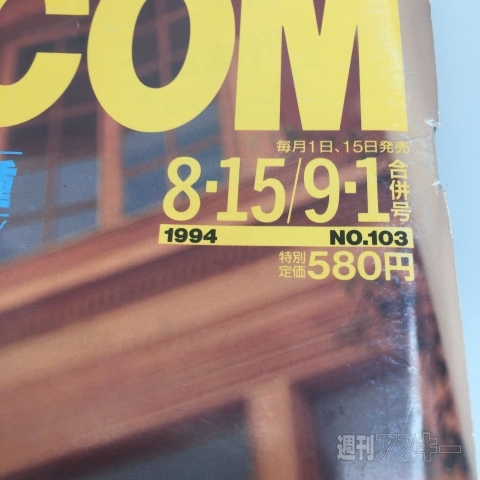 COM
毎月1日、15日発売
8·15/9·1合併号
1994 NO.103
特別定価580円
種
週刊アスキー